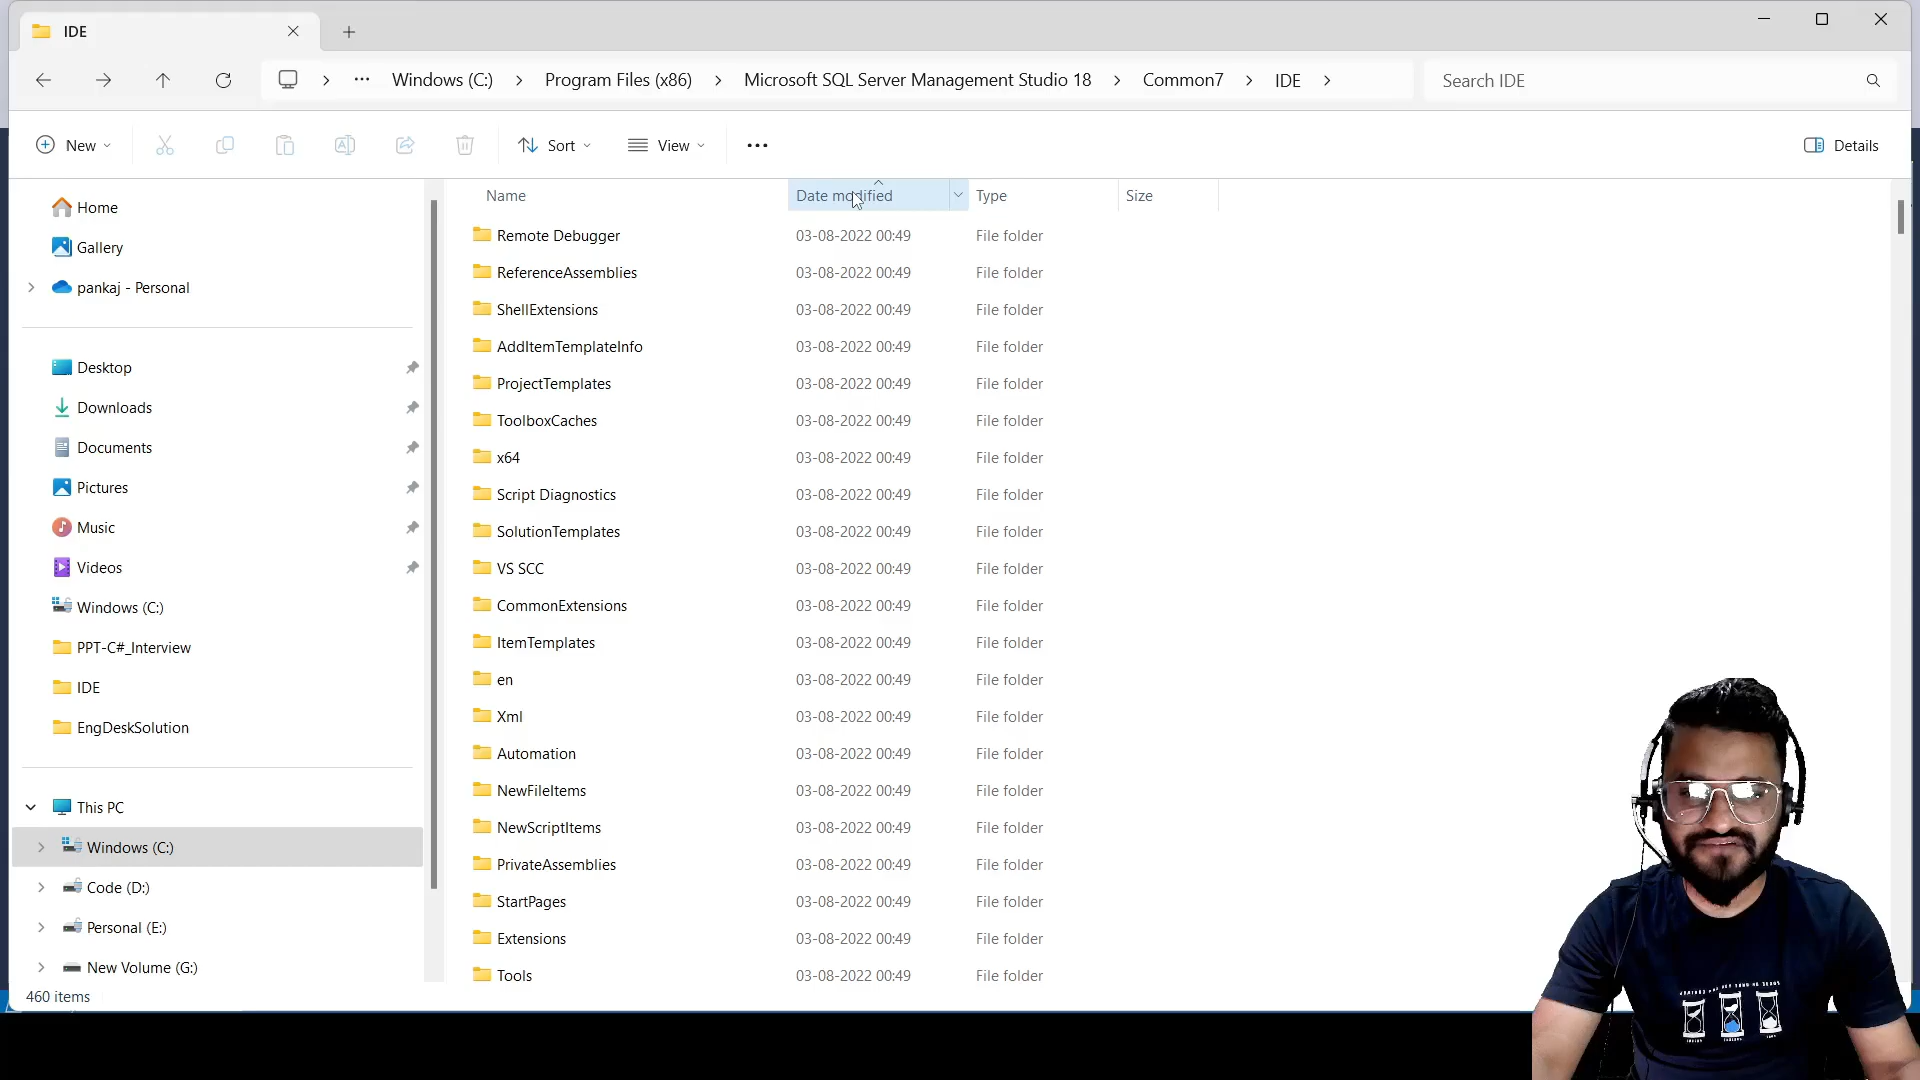 IDE
Windows (C:) Program Files (x86) Microsoft SQL Server Management Studio 18 Common7 IDE
Search IDE
New Sort View Details
Home
Gallery
pankaj - Personal
Desktop
Downloads
Documents
Pictures
Music
Videos
Windows (C:)
PPT-C#_Interview
IDE
EngDeskSolution
This PC
Windows (C:)
Code (D:)
Personal (E:)
New Volume (G:)
460 items
Name Date modified Type Size
Remote Debugger 03-08-2022 00:49 File folder
ReferenceAssemblies 03-08-2022 00:49 File folder
ShellExtensions 03-08-2022 00:49 File folder
AddItemTemplateInfo 03-08-2022 00:49 File folder
ProjectTemplates 03-08-2022 00:49 File folder
ToolboxCaches 03-08-2022 00:49 File folder
x64 03-08-2022 00:49 File folder
Script Diagnostics 03-08-2022 00:49 File folder
SolutionTemplates 03-08-2022 00:49 File folder
VS SCC 03-08-2022 00:49 File folder
CommonExtensions 03-08-2022 00:49 File folder
ItemTemplates 03-08-2022 00:49 File folder
en 03-08-2022 00:49 File folder
Xml 03-08-2022 00:49 File folder
Automation 03-08-2022 00:49 File folder
NewFileItems 03-08-2022 00:49 File folder
NewScriptItems 03-08-2022 00:49 File folder
PrivateAssemblies 03-08-2022 00:49 File folder
StartPages 03-08-2022 00:49 File folder
Extensions 03-08-2022 00:49 File folder
Tools 03-08-2022 00:49 File folder